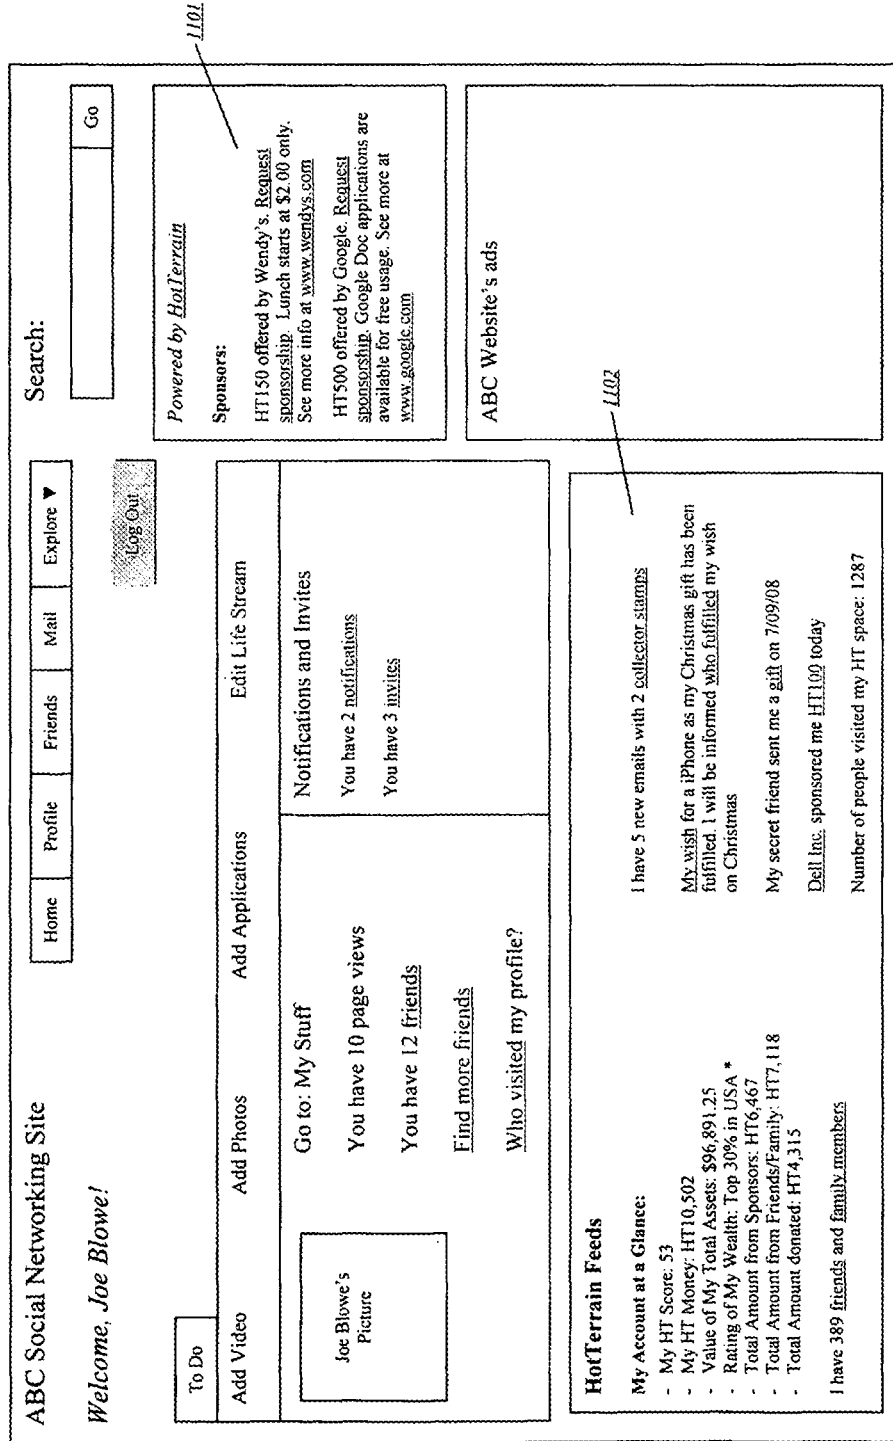 ABC Social Networking Site
Home Profile Friends Mail Explore ▼
Search:
Go
Welcome, Joe Blowe!
Log Out
To Do
Add Video Add Photos Add Applications Edit Life Stream
Joe Blowe's
Picture
Go to: My Stuff
You have 10 page views
You have 12 friends
Find more friends
Who visited my profile?
Notifications and Invites
You have 2 notifications
You have 3 invites
Powered by HotTerrain
Sponsors:
HT150 offered by Wendy's. Request
sponsorship. Lunch starts at $2.00 only.
See more info at www.wendys.com
HT500 offered by Google. Request
sponsorship. Google Doc applications are
available for free usage. See more at
www.google.com
1101
ABC Website's ads
HotTerrain Feeds
My Account at a Glance:
- My HT Score: 53
- My HT Money: HT10,502
- Value of My Total Assets: $96,891.25
- Rating of My Wealth: Top 30% in USA *
- Total Amount from Sponsors: HT6,467
- Total Amount from Friends/Family: HT7,118
- Total Amount donated: HT4,315
I have 389 friends and family members
I have 5 new emails with 2 collector stamps
My wish for a iPhone as my Christmas gift has been
fulfilled. I will be informed who fulfilled my wish
on Christmas
My secret friend sent me a gift on 7/09/08
Dell Inc. sponsored me HT100 today
Number of people visited my HT space: 1287
1102